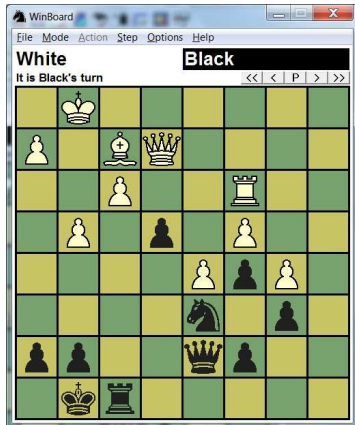 WinBoard
File Mode Action Step Options Help
White Black
It is Black's turn << < P > >>